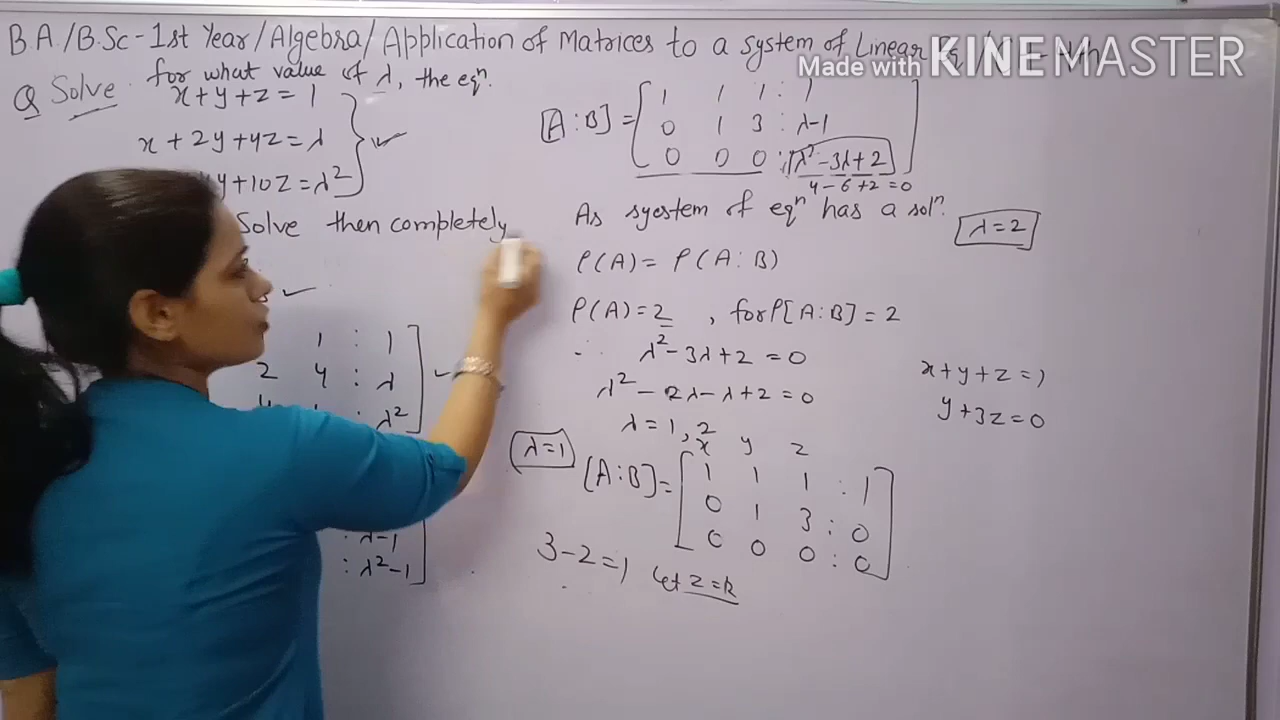 B.A./B.Sc - 1st Year/Algebra/Application of Matrices to a system of Linear
Made with KINEMASTER
Q Solve for what value of λ, the eqⁿ.
x+y+z=1
x+2y+4z=λ
y+10z=λ²
Solve then completely
1 : 1
2 4 : λ
: λ²
: λ-1
: λ²-1
[A:B] = [ 1 1 1 : 1
0 1 3 : λ-1
0 0 0 : λ²-3λ+2 ]
4-6+2=0
As syestem of eqⁿ has a solⁿ.
λ=2
ρ(A) = ρ(A:B)
ρ(A)=2, for ρ[A:B]=2
∴ λ²-3λ+2=0
λ²-2λ-λ+2=0
λ=1,2
x+y+z=1
y+3z=0
λ=1
x y z
[A:B] = [ 1 1 1 : 1
0 1 3 : 0
0 0 0 : 0 ]
3-2=1
Let z=k